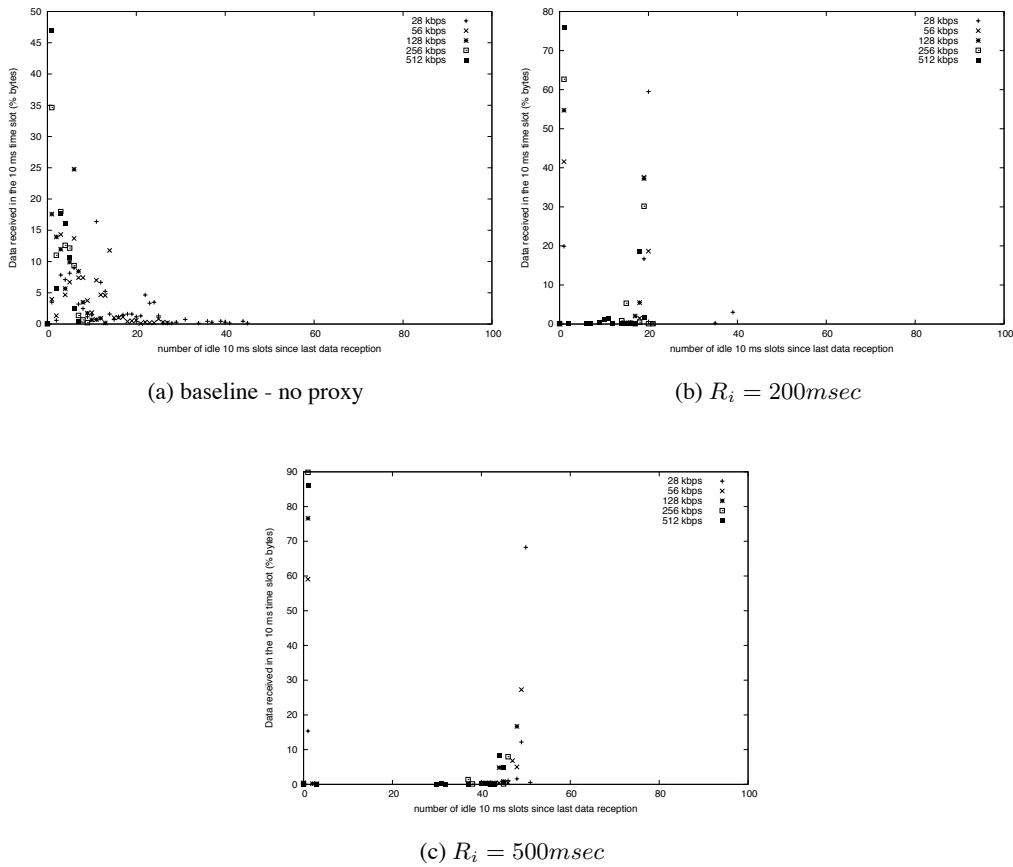 50
45
40
35
30
25
20
15
10
5
0
0 20 40 60 80 100
Data received in the 10 ms time slot (% bytes)
number of idle 10 ms slots since last data reception
28 kbps
56 kbps
128 kbps
256 kbps
512 kbps
(a) baseline - no proxy
80
70
60
50
40
30
20
10
0
0 20 40 60 80 100
Data received in the 10 ms time slot (% bytes)
number of idle 10 ms slots since last data reception
28 kbps
56 kbps
128 kbps
256 kbps
512 kbps
(b) R_i = 200msec
90
80
70
60
50
40
30
20
10
0
0 20 40 60 80 100
Data received in the 10 ms time slot (% bytes)
number of idle 10 ms slots since last data reception
28 kbps
56 kbps
128 kbps
256 kbps
512 kbps
(c) R_i = 500msec